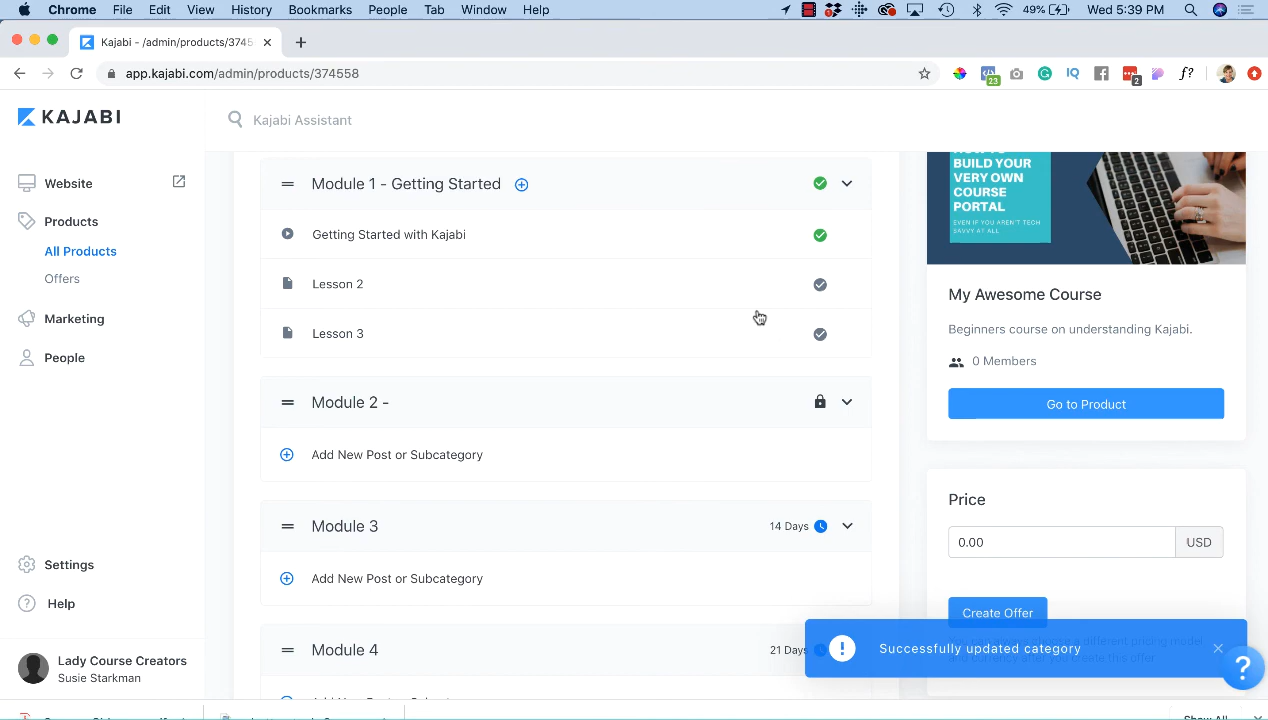 Chrome File Edit View History Bookmarks People Tab Window Help
49% Wed 5:39 PM
Kajabi - /admin/products/3745
app.kajabi.com/admin/products/374558
23
IQ
2
f?
KAJABI
Kajabi Assistant
Website
Products
All Products
Offers
Marketing
People
Settings
Help
Lady Course Creators
Susie Starkman
Module 1 - Getting Started
Getting Started with Kajabi
Lesson 2
Lesson 3
Module 2 -
Add New Post or Subcategory
Module 3
14 Days
Add New Post or Subcategory
Module 4
21 Days
BUILD YOUR
VERY OWN
COURSE
PORTAL
EVEN IF YOU AREN'T TECH
SAVVY AT ALL
My Awesome Course
Beginners course on understanding Kajabi.
0 Members
Go to Product
Price
0.00 USD
Create Offer
Successfully updated category
?
Show All